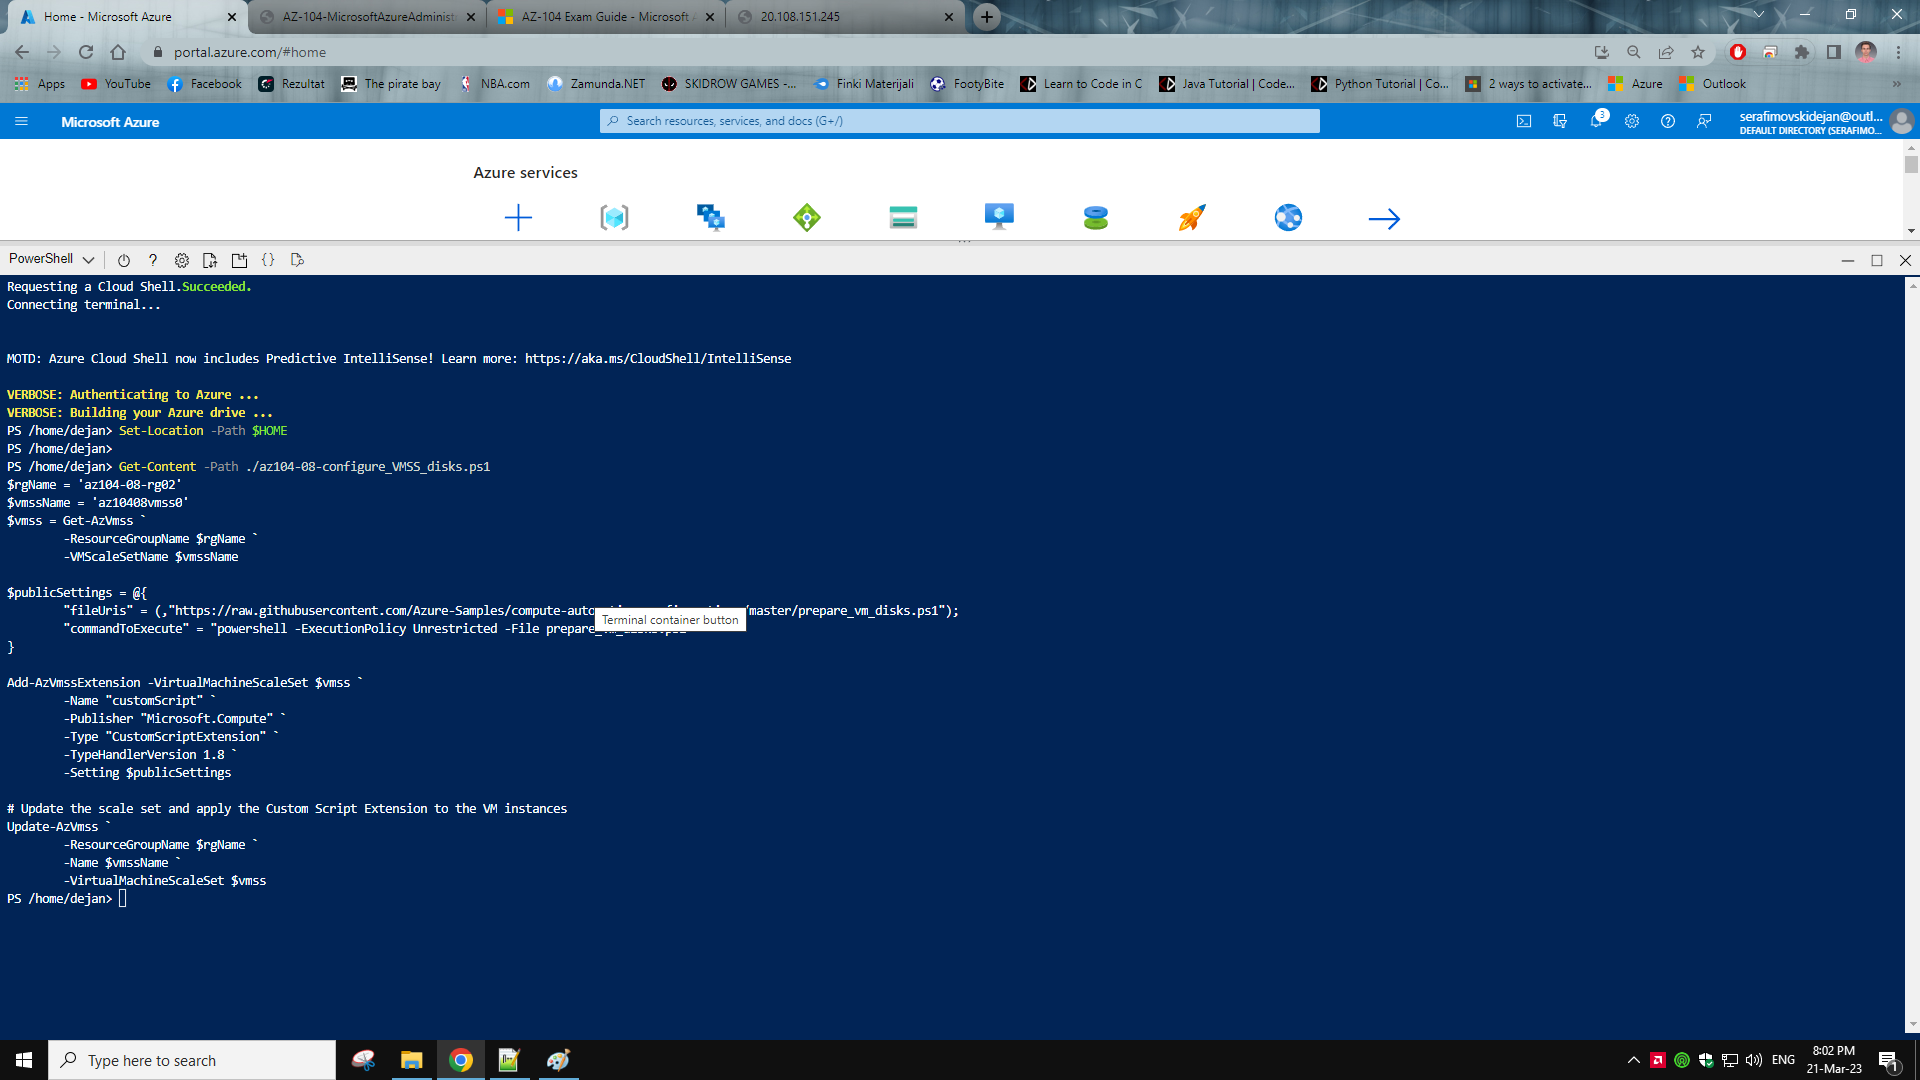 Home - Microsoft Azure
AZ-104-MicrosoftAzureAdminist
AZ-104 Exam Guide - Microsoft A
20.108.151.245
portal.azure.com/#home
Apps
YouTube
Facebook
Rezultat
The pirate bay
NBA.com
Zamunda.NET
SKIDROW GAMES -...
Finki Materijali
FootyBite
Learn to Code in C
Java Tutorial | Code...
Python Tutorial | Co...
2 ways to activate...
Azure
Outlook
»
Microsoft Azure
Search resources, services, and docs (G+/)
3
serafimovskidejan@outl...
DEFAULT DIRECTORY (SERAFIMO...
Azure services
PowerShell
Requesting a Cloud Shell.Succeeded.
Connecting terminal...
MOTD: Azure Cloud Shell now includes Predictive IntelliSense! Learn more: https://aka.ms/CloudShell/IntelliSense
VERBOSE: Authenticating to Azure ...
VERBOSE: Building your Azure drive ...
PS /home/dejan> Set-Location -Path $HOME
PS /home/dejan>
PS /home/dejan> Get-Content -Path ./az104-08-configure_VMSS_disks.ps1
$rgName = 'az104-08-rg02'
$vmssName = 'az10408vmss0'
$vmss = Get-AzVmss `
-ResourceGroupName $rgName `
-VMScaleSetName $vmssName
$publicSettings = @{
"fileUris" = (,"https://raw.githubusercontent.com/Azure-Samples/compute-auto /master/prepare_vm_disks.ps1");
"commandToExecute" = "powershell -ExecutionPolicy Unrestricted -File prepare_
Terminal container button
}
Add-AzVmssExtension -VirtualMachineScaleSet $vmss `
-Name "customScript" `
-Publisher "Microsoft.Compute" `
-Type "CustomScriptExtension" `
-TypeHandlerVersion 1.8 `
-Setting $publicSettings
# Update the scale set and apply the Custom Script Extension to the VM instances
Update-AzVmss `
-ResourceGroupName $rgName `
-Name $vmssName `
-VirtualMachineScaleSet $vmss
PS /home/dejan>
Type here to search
ENG
8:02 PM
21-Mar-23
1